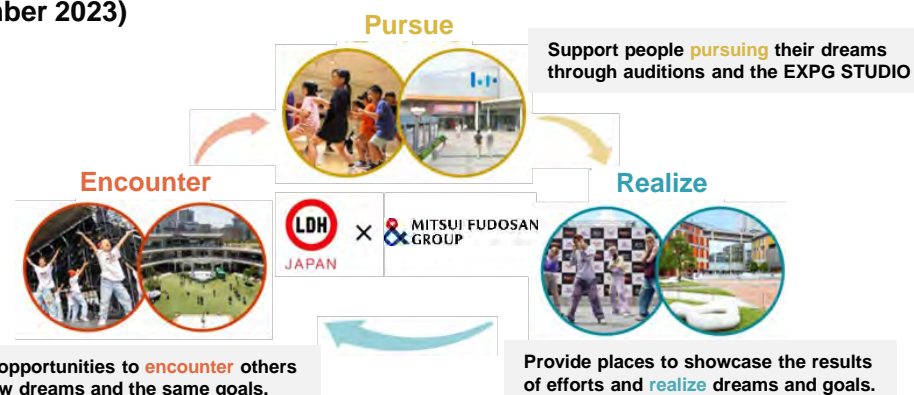 ber 2023)
Pursue
Support people pursuing their dreams
through auditions and the EXPG STUDIO
Encounter
Realize
LDH
JAPAN
×
MITSUI FUDOSAN
GROUP
opportunities to encounter others
w dreams and the same goals.
Provide places to showcase the results
of efforts and realize dreams and goals.